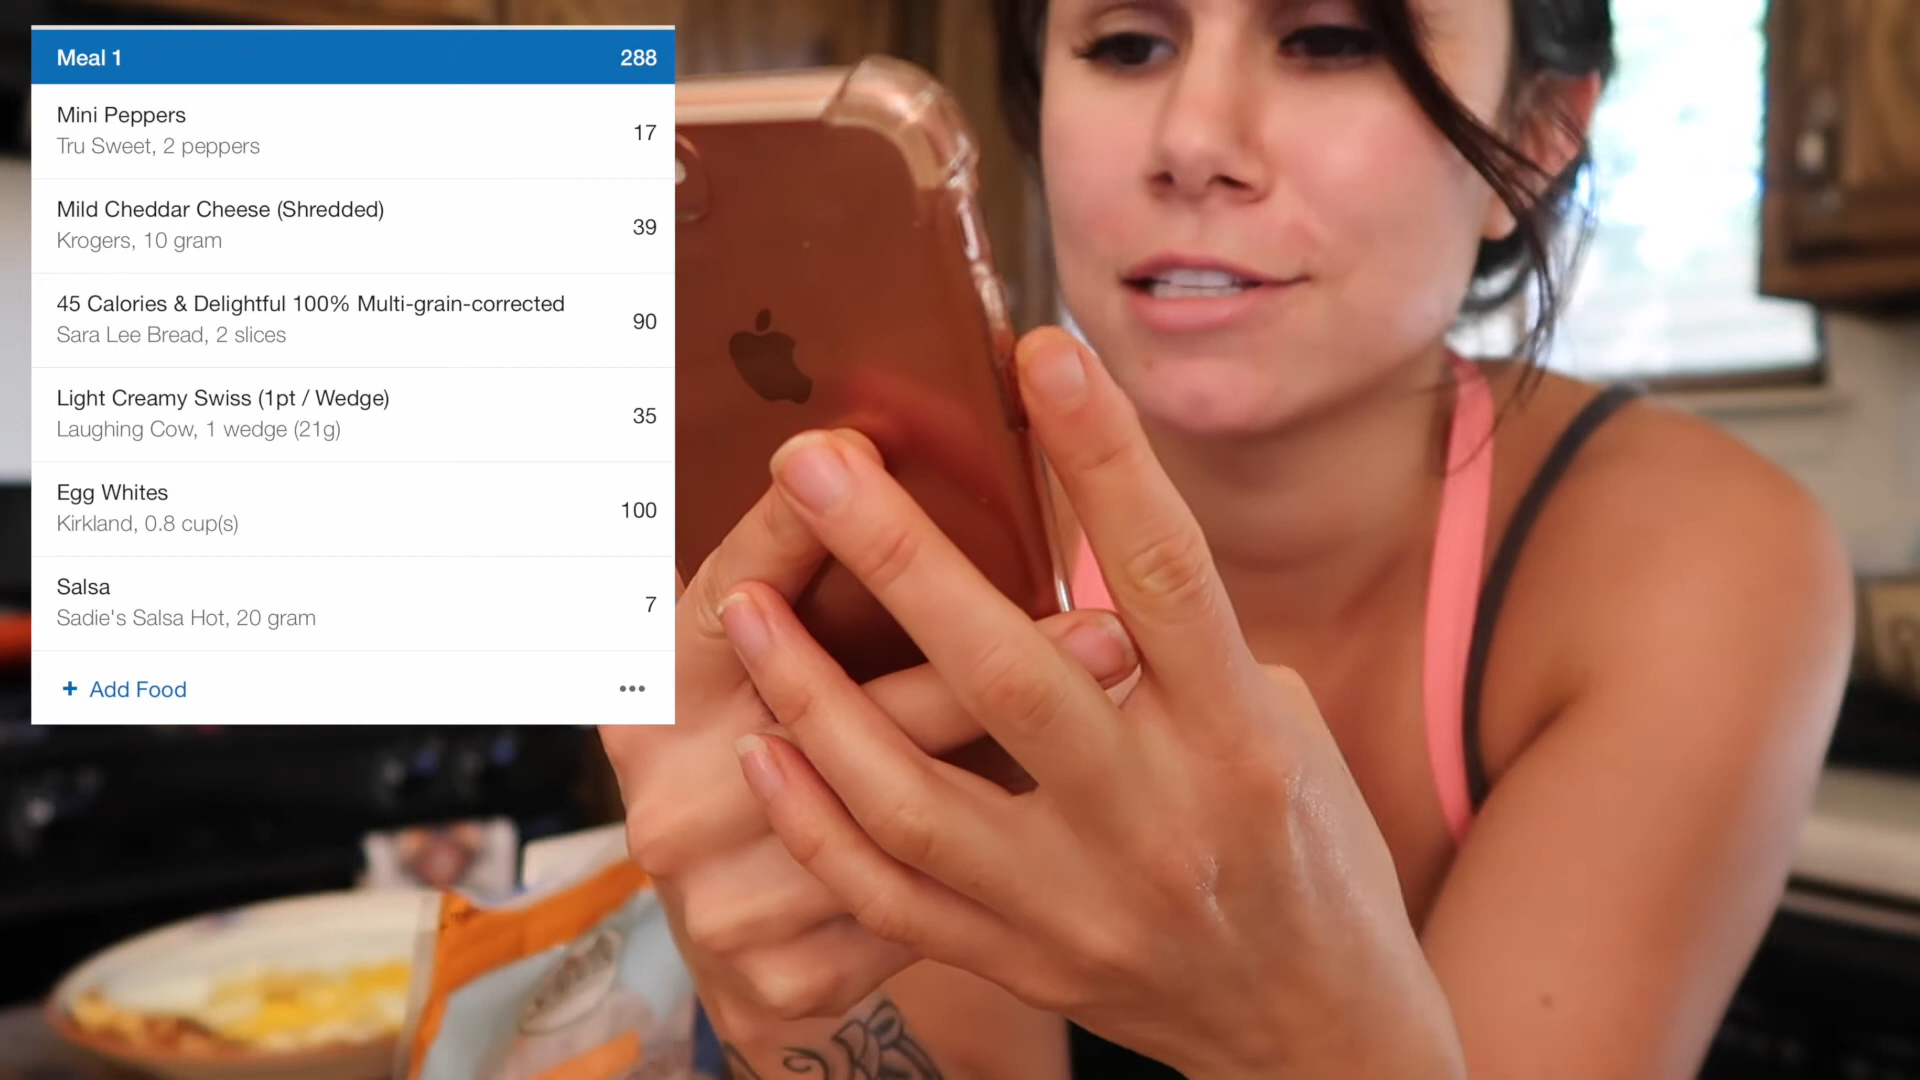 Meal 1 288
Mini Peppers
Tru Sweet, 2 peppers
17
Mild Cheddar Cheese (Shredded)
Krogers, 10 gram
39
45 Calories & Delightful 100% Multi-grain-corrected
Sara Lee Bread, 2 slices
90
Light Creamy Swiss (1pt / Wedge)
Laughing Cow, 1 wedge (21g)
35
Egg Whites
Kirkland, 0.8 cup(s)
100
Salsa
Sadie's Salsa Hot, 20 gram
7
+ Add Food